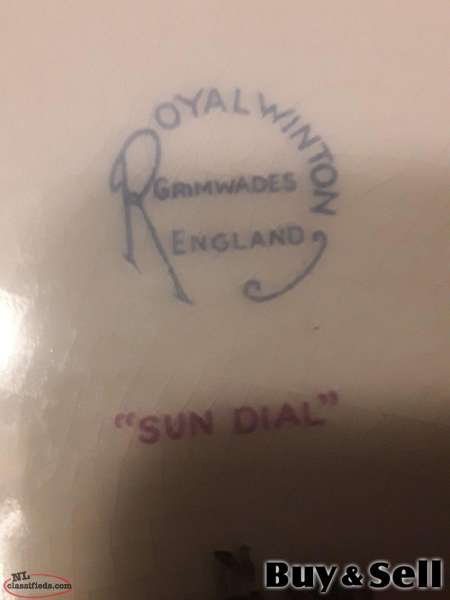 ROYAL WINTON
GRIMWADES
ENGLAND
"SUN DIAL"
NL
classifieds.com
Buy & Sell